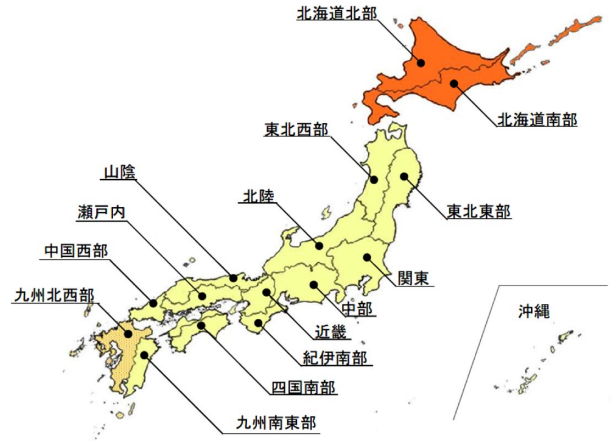 北海道北部
北海道南部
東北西部
山陰
北陸
東北東部
瀬戸内
中国西部
関東
九州北西部
中部
沖縄
近畿
紀伊南部
四国南部
九州南東部